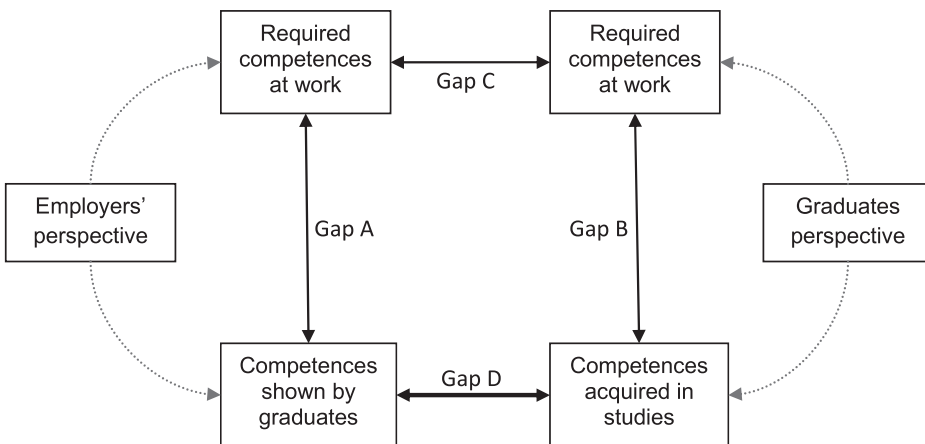 Required
competences
at work
Gap C
Required
competences
at work
Employers’
perspective
Gap A
Gap B
Graduates
perspective
Competences
shown by
graduates
Gap D
Competences
acquired in
studies